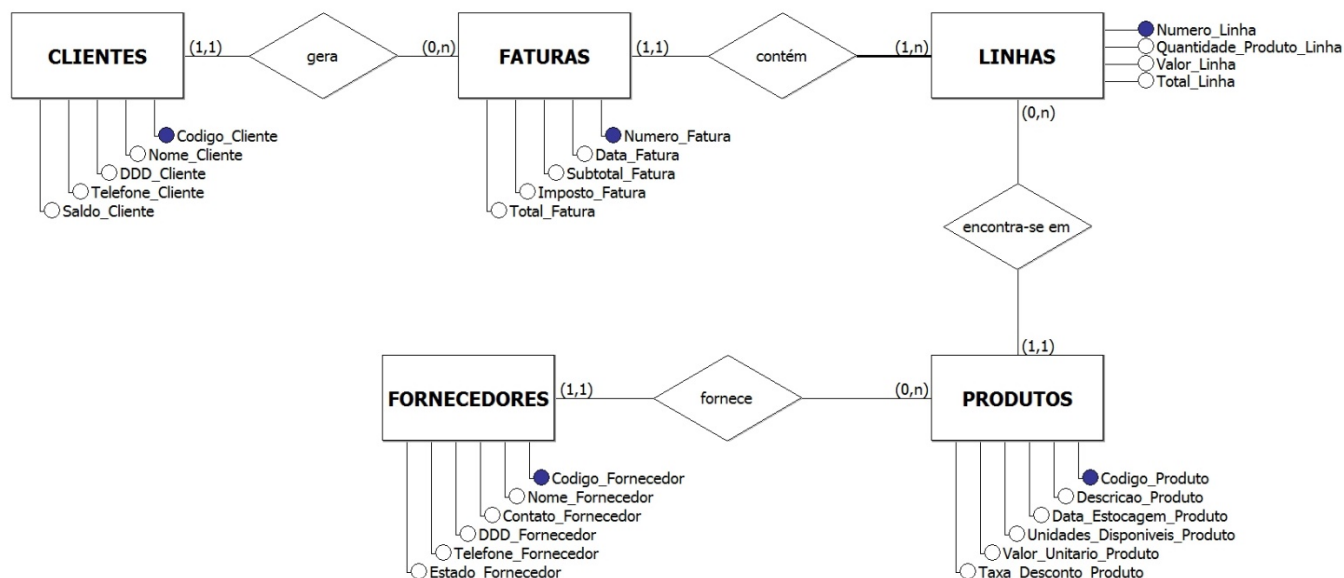 CLIENTES
(1,1)
gera
(0,n)
FATURAS
(1,1)
contém
(1,n)
LINHAS
Numero_Linha
Quantidade_Produto_Linha
Valor_Linha
Total_Linha
Codigo_Cliente
Nome_Cliente
DDD_Cliente
Telefone_Cliente
Saldo_Cliente
Numero_Fatura
Data_Fatura
Subtotal_Fatura
Imposto_Fatura
Total_Fatura
(0,n)
encontra-se em
(1,1)
FORNECEDORES
(1,1)
fornece
(0,n)
PRODUTOS
Codigo_Fornecedor
Nome_Fornecedor
Contato_Fornecedor
DDD_Fornecedor
Telefone_Fornecedor
Estado_Fornecedor
Codigo_Produto
Descricao_Produto
Data_Estocagem_Produto
Unidades_Disponiveis_Produto
Valor_Unitario_Produto
Taxa_Desconto_Produto